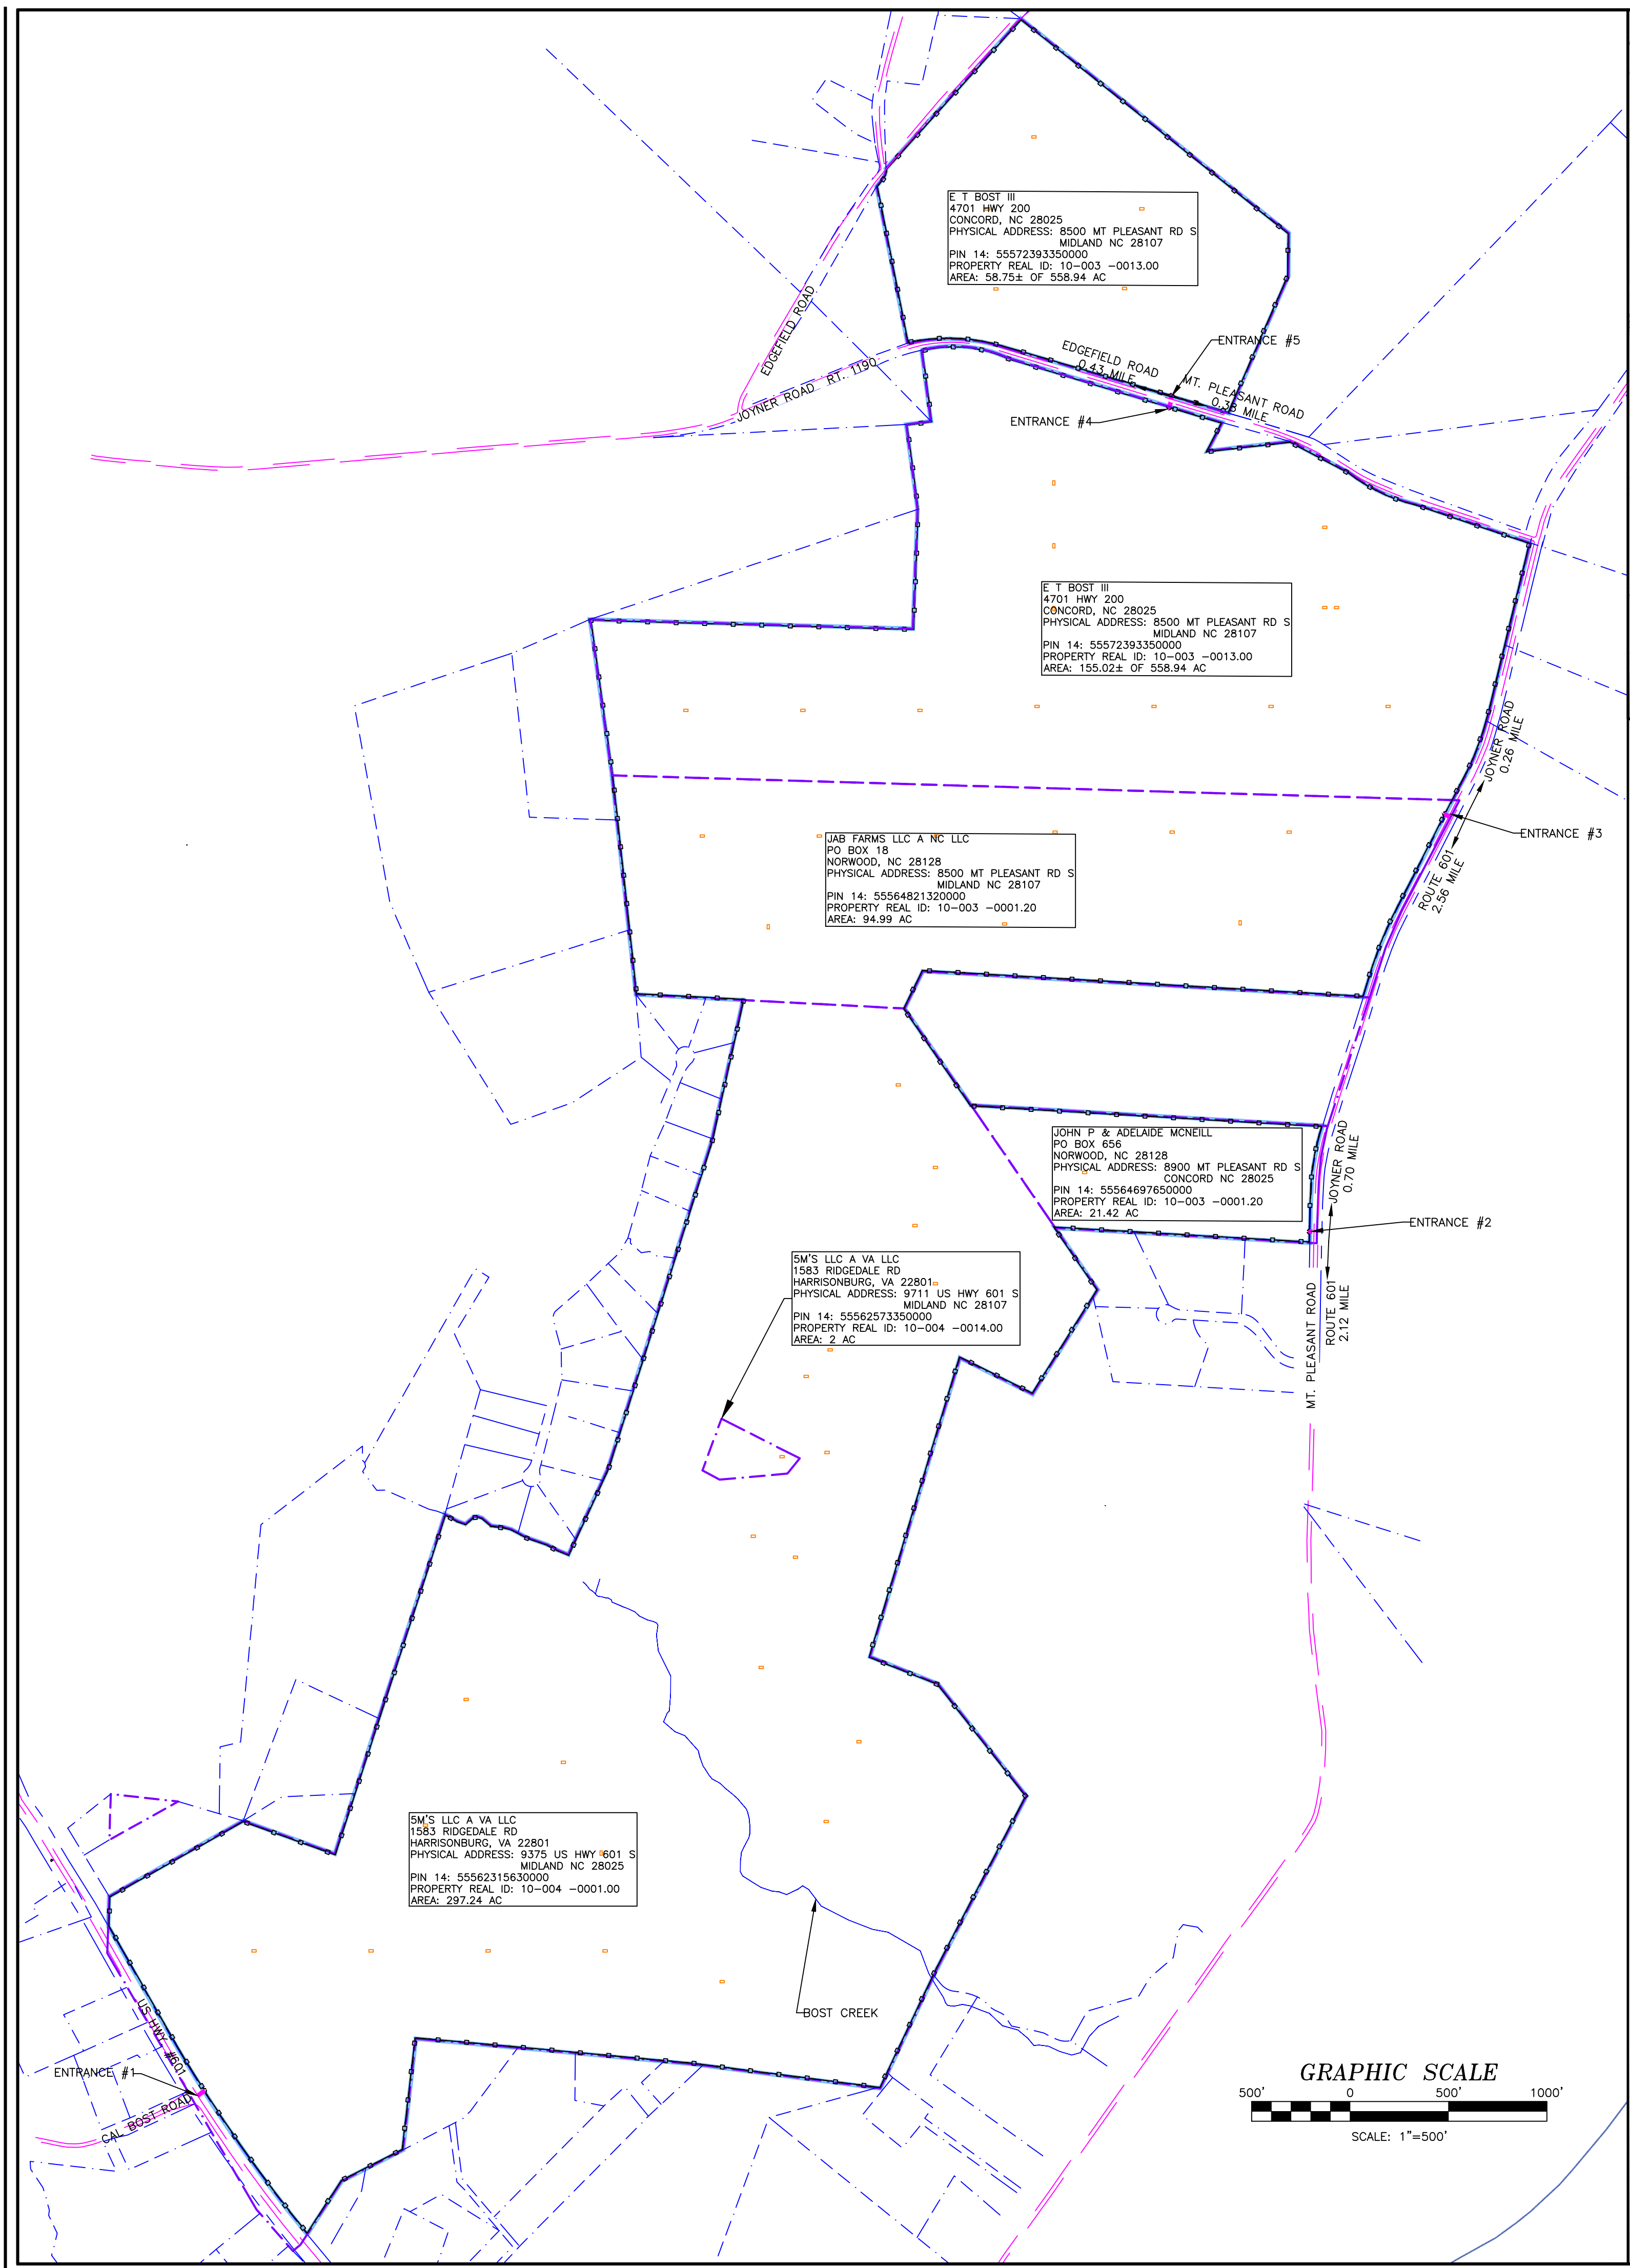 E T BOST III
4701 HWY 200
CONCORD, NC 28025
PHYSICAL ADDRESS: 8500 MT PLEASANT RD S
MIDLAND NC 28107
PIN 14: 55572393350000
PROPERTY REAL ID: 10-003 -0013.00
AREA: 58.75± OF 558.94 AC
EDGEFIELD ROAD
JOYNER ROAD RT. 1190
EDGEFIELD ROAD
0.43 MILE
MT. PLEASANT ROAD
0.38 MILE
ENTRANCE #5
ENTRANCE #4
E T BOST III
4701 HWY 200
CONCORD, NC 28025
PHYSICAL ADDRESS: 8500 MT PLEASANT RD S
MIDLAND NC 28107
PIN 14: 55572393350000
PROPERTY REAL ID: 10-003 -0013.00
AREA: 155.02± OF 558.94 AC
JOYNER ROAD
0.26 MILE
ENTRANCE #3
ROUTE 601
2.56 MILE
JAB FARMS LLC A NC LLC
PO BOX 18
NORWOOD, NC 28128
PHYSICAL ADDRESS: 8500 MT PLEASANT RD S
MIDLAND NC 28107
PIN 14: 55564821320000
PROPERTY REAL ID: 10-003 -0001.20
AREA: 94.99 AC
JOHN P & ADELAIDE MCNEILL
PO BOX 656
NORWOOD, NC 28128
PHYSICAL ADDRESS: 8900 MT PLEASANT RD S
CONCORD NC 28025
PIN 14: 55564697650000
PROPERTY REAL ID: 10-003 -0001.20
AREA: 21.42 AC
JOYNER ROAD
0.70 MILE
ENTRANCE #2
ROUTE 601
2.12 MILE
MT. PLEASANT ROAD
5M'S LLC A VA LLC
1583 RIDGEDALE RD
HARRISONBURG, VA 22801
PHYSICAL ADDRESS: 9711 US HWY 601 S
MIDLAND NC 28107
PIN 14: 55562573350000
PROPERTY REAL ID: 10-004 -0014.00
AREA: 2 AC
5M'S LLC A VA LLC
1583 RIDGEDALE RD
HARRISONBURG, VA 22801
PHYSICAL ADDRESS: 9375 US HWY 601 S
MIDLAND NC 28025
PIN 14: 55562315630000
PROPERTY REAL ID: 10-004 -0001.00
AREA: 297.24 AC
BOST CREEK
US HWY #601
ENTRANCE #1
CAL BOST ROAD
GRAPHIC SCALE
500' 0 500' 1000'
SCALE: 1"=500'